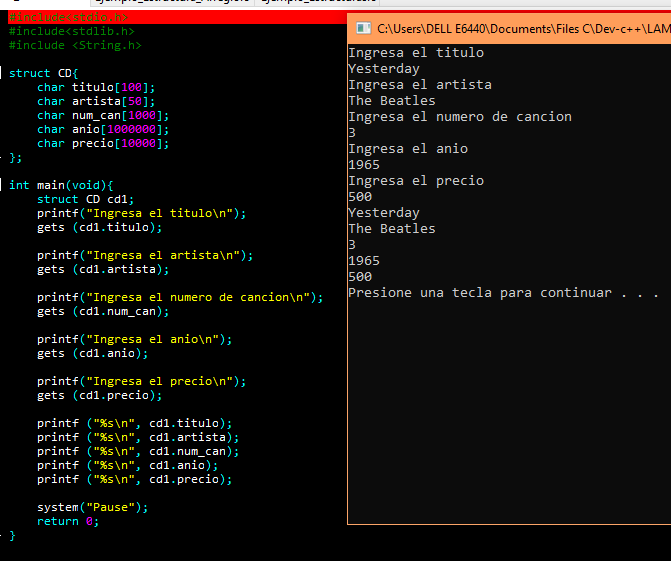 #include<stdio.h>
#include<stdlib.h>
#include <String.h>
struct CD{
char titulo[100];
char artista[50];
char num_can[1000];
char anio[1000000];
char precio[10000];
};
int main(void){
struct CD cd1;
printf("Ingresa el titulo\n");
gets (cd1.titulo);
printf("Ingresa el artista\n");
gets (cd1.artista);
printf("Ingresa el numero de cancion\n");
gets (cd1.num_can);
printf("Ingresa el anio\n");
gets (cd1.anio);
printf("Ingresa el precio\n");
gets (cd1.precio);
printf ("%s\n", cd1.titulo);
printf ("%s\n", cd1.artista);
printf ("%s\n", cd1.num_can);
printf ("%s\n", cd1.anio);
printf ("%s\n", cd1.precio);
system("Pause");
return 0;
}
C:\Users\DELL E6440\Documents\Files C\Dev-c++\LAM
Ingresa el titulo
Yesterday
Ingresa el artista
The Beatles
Ingresa el numero de cancion
3
Ingresa el anio
1965
Ingresa el precio
500
Yesterday
The Beatles
3
1965
500
Presione una tecla para continuar . . .